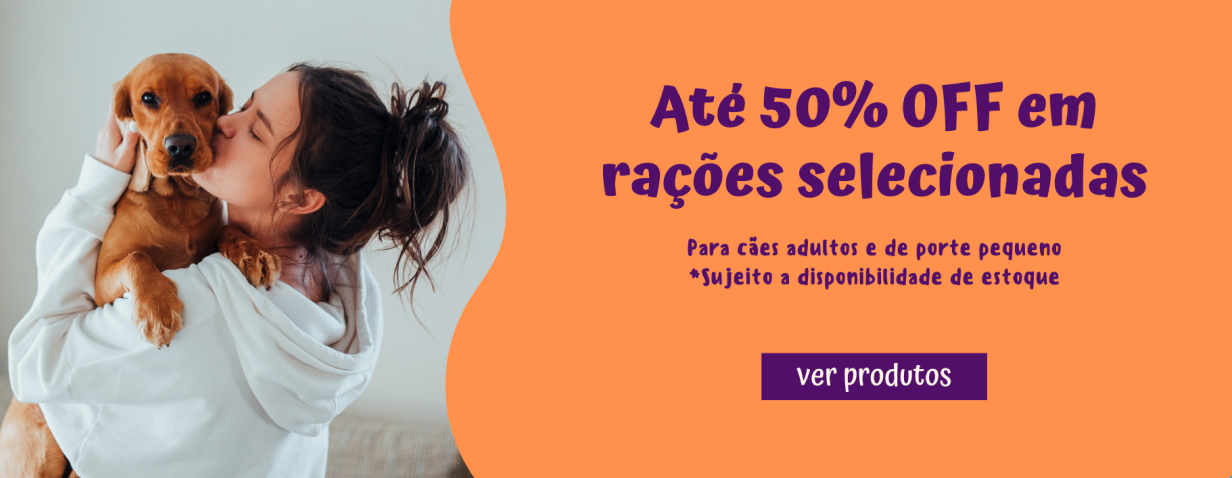 Até 50% OFF em
rações selecionadas
Para cães adultos e de porte pequeno
*Sujeito a disponibilidade de estoque
ver produtos